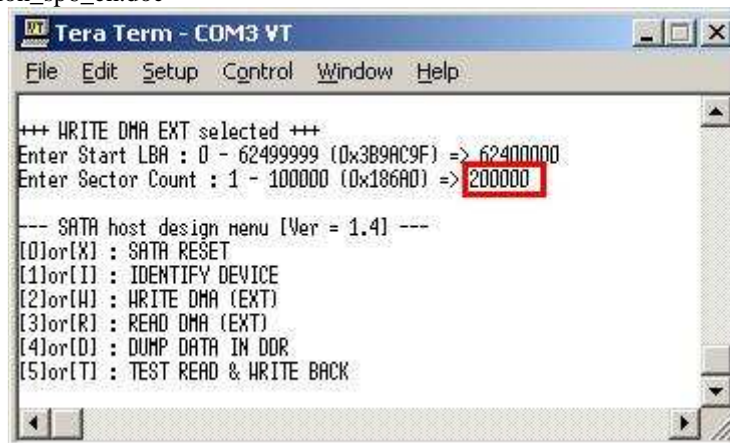 Tera Term - COM3 VT
File Edit Setup Control Window Help
+++ WRITE DMA EXT selected +++
Enter Start LBA : 0 - 62499999 (0x3B9AC9F) => 62400000
Enter Sector Count : 1 - 100000 (0x186A0) => 200000
--- SATA host design menu [Ver = 1.4] ---
[0]or[X] : SATA RESET
[1]or[I] : IDENTIFY DEVICE
[2]or[W] : WRITE DMA (EXT)
[3]or[R] : READ DMA (EXT)
[4]or[D] : DUMP DATA IN DDR
[5]or[T] : TEST READ & WRITE BACK